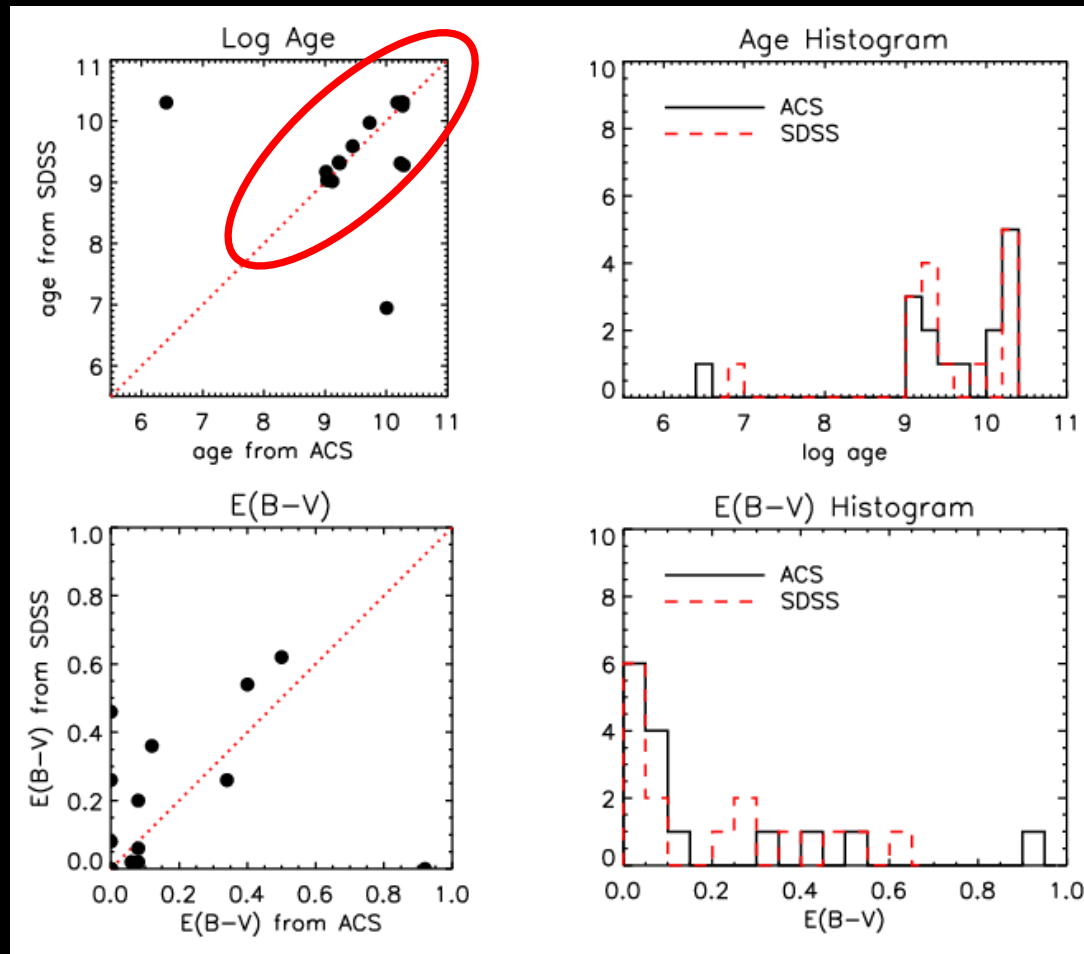 Log Age
11
10
9
8
7
6
age from SDSS
6 7 8 9 10 11
age from ACS
Age Histogram
10
8
6
4
2
0
ACS
SDSS
6 7 8 9 10 11
log age
E(B−V)
1.0
0.8
0.6
0.4
0.2
0.0
E(B−V) from SDSS
0.0 0.2 0.4 0.6 0.8 1.0
E(B−V) from ACS
E(B−V) Histogram
10
8
6
4
2
0
ACS
SDSS
0.0 0.2 0.4 0.6 0.8 1.0
E(B−V)